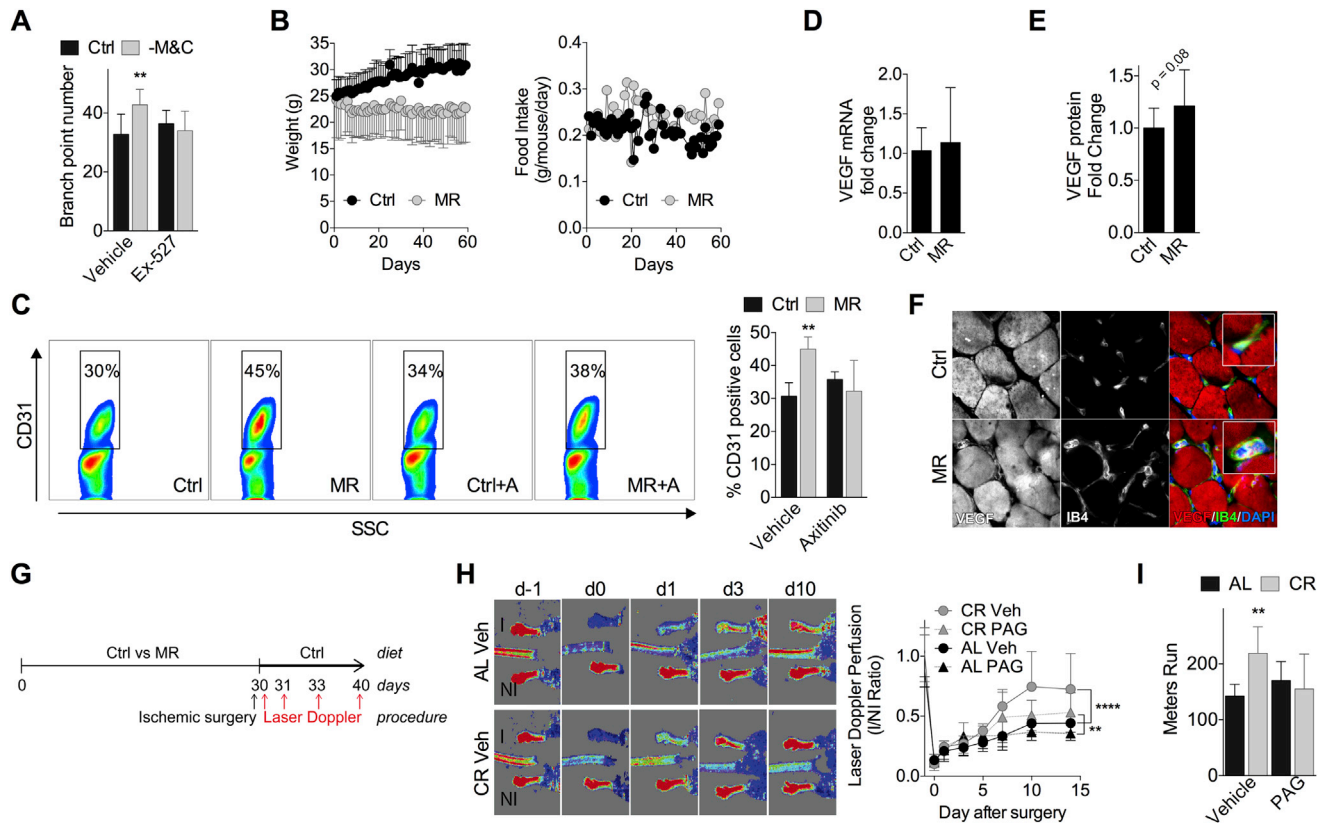 A
Ctrl -M&C
Branch point number
60
40
20
0
**
Vehicle
Ex-527
B
Weight (g)
35
30
25
20
15
10
5
0
Ctrl MR
0 20 40 60
Days
Food Intake
(g/mouse/day)
0.4
0.3
0.2
0.1
0.0
Ctrl MR
0 20 40 60
Days
D
VEGF mRNA
fold change
2.0
1.5
1.0
0.5
0.0
Ctrl
MR
E
VEGF protein
Fold Change
1.5
1.0
0.5
0.0
p = 0.08
Ctrl
MR
C
CD31
30%
45%
34%
38%
Ctrl
MR
Ctrl+A
MR+A
SSC
Ctrl MR
% CD31 positive cells
50
40
30
20
10
0
**
Vehicle
Axitinib
F
Ctrl
MR
VEGF
IB4
VEGF/IB4/DAPI
G
Ctrl vs MR Ctrl diet
0 30 31 33 40 days
Ischemic surgery Laser Doppler procedure
H
d-1 d0 d1 d3 d10
AL Veh
I
NI
CR Veh
I
NI
Laser Doppler Perfusion
(I/NI Ratio)
1.0
0.5
0.0
CR Veh
CR PAG
AL Veh
AL PAG
****
**
0 5 10 15
Day after surgery
I
AL CR
Meters Run
200
100
0
**
Vehicle
PAG